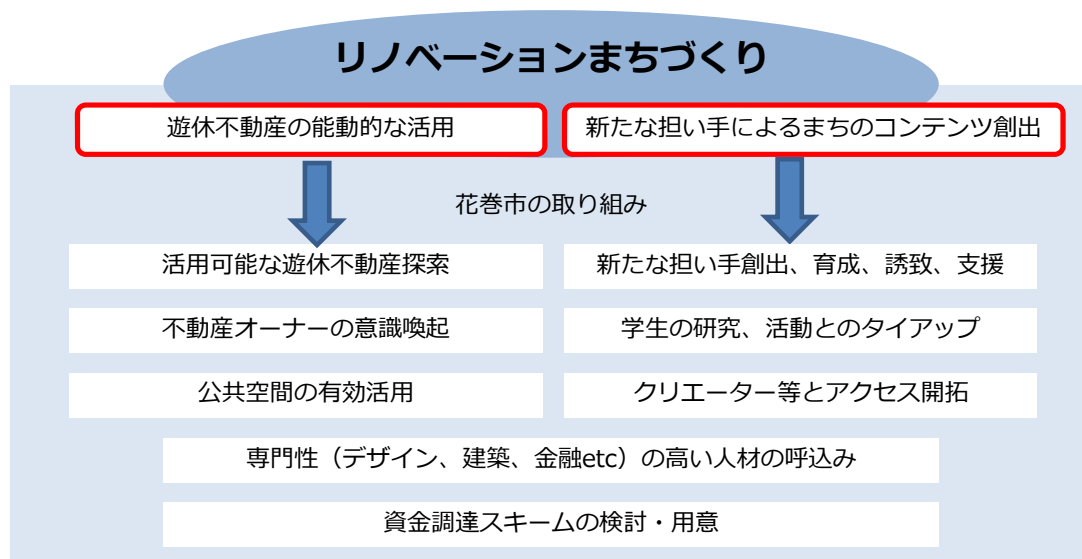 リノベーションまちづくり
遊休不動産の能動的な活用
新たな担い手によるまちのコンテンツ創出
花巻市の取り組み
活用可能な遊休不動産探索
新たな担い手創出、育成、誘致、支援
不動産オーナーの意識喚起
学生の研究、活動とのタイアップ
公共空間の有効活用
クリエーター等とアクセス開拓
専門性（デザイン、建築、金融etc）の高い人材の呼込み
資金調達スキームの検討・用意